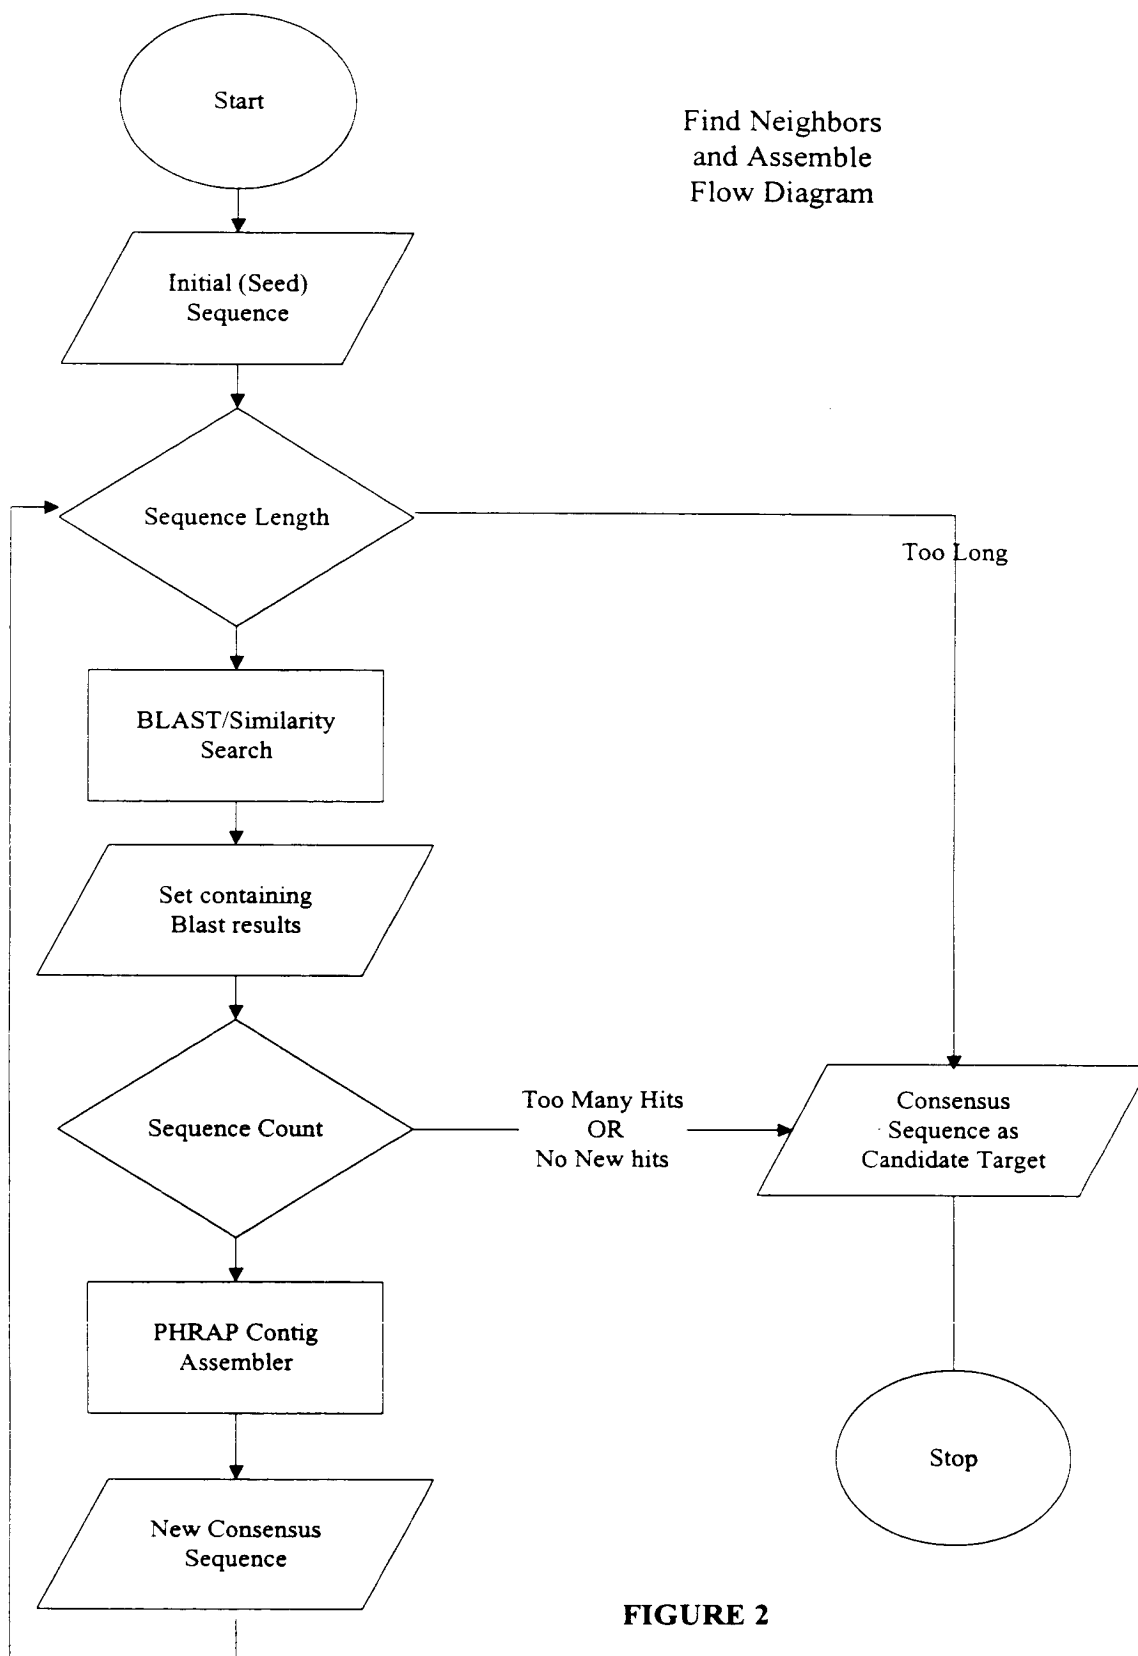 Start
Find Neighbors
and Assemble
Flow Diagram
Initial (Seed)
Sequence
Sequence Length
Too Long
BLAST/Similarity
Search
Set containing
Blast results
Sequence Count
Too Many Hits
OR
No New hits
Consensus
Sequence as
Candidate Target
PHRAP Contig
Assembler
Stop
New Consensus
Sequence
FIGURE 2